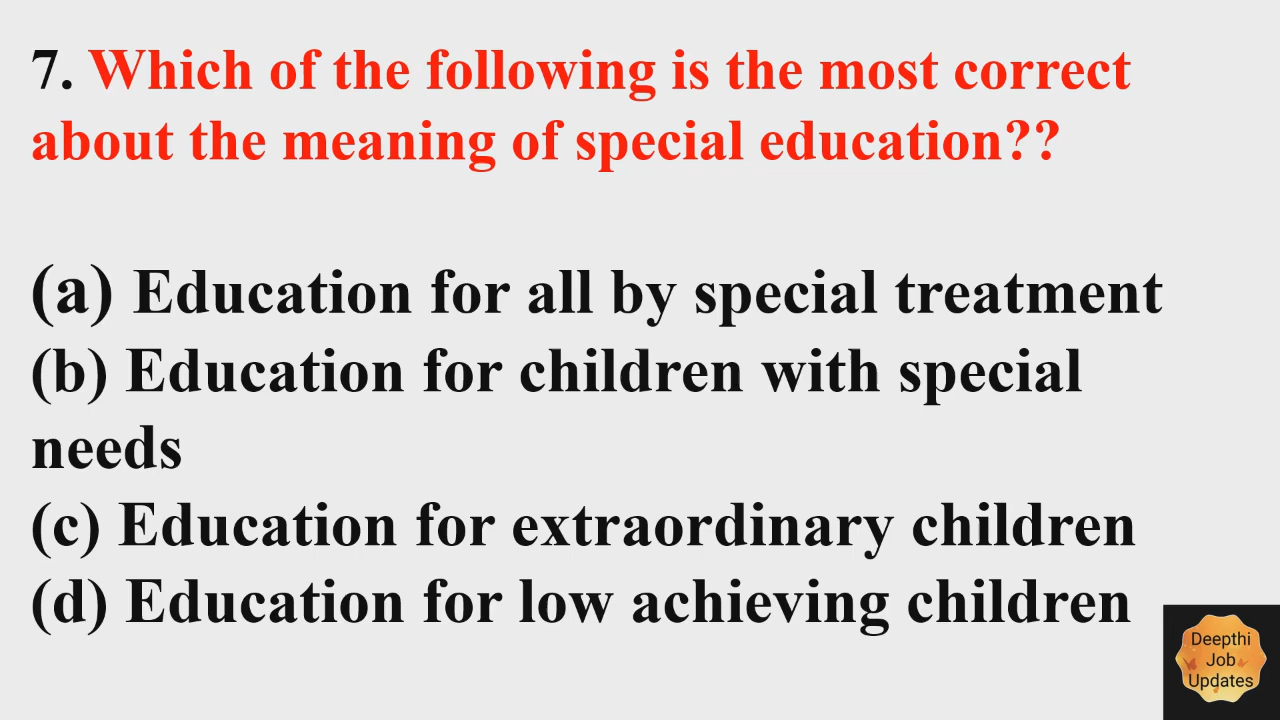 7. Which of the following is the most correct
about the meaning of special education??
(a) Education for all by special treatment
(b) Education for children with special
needs
(c) Education for extraordinary children
(d) Education for low achieving children
Deepthi
Job
Updates